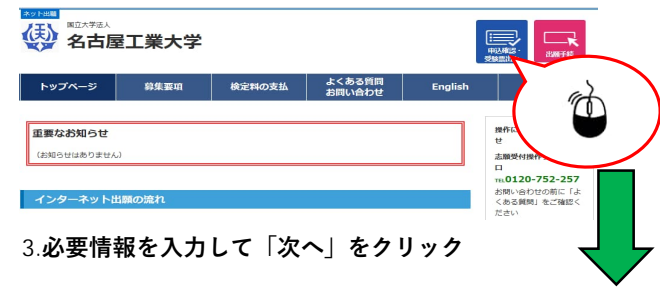 ネット出願
国立大学法人
名古屋工業大学
申込確認・
受験票出力
出願手続
トップページ
募集要項
検定料の支払
よくある質問
お問い合わせ
English
重要なお知らせ
（お知らせはありません）
インターネット出願の流れ
操作に
せ
志願受付操作
口
TEL0120-752-257
お問い合わせの前に「よ
くある質問」をご確認く
ださい
3.必要情報を入力して「次へ」をクリック